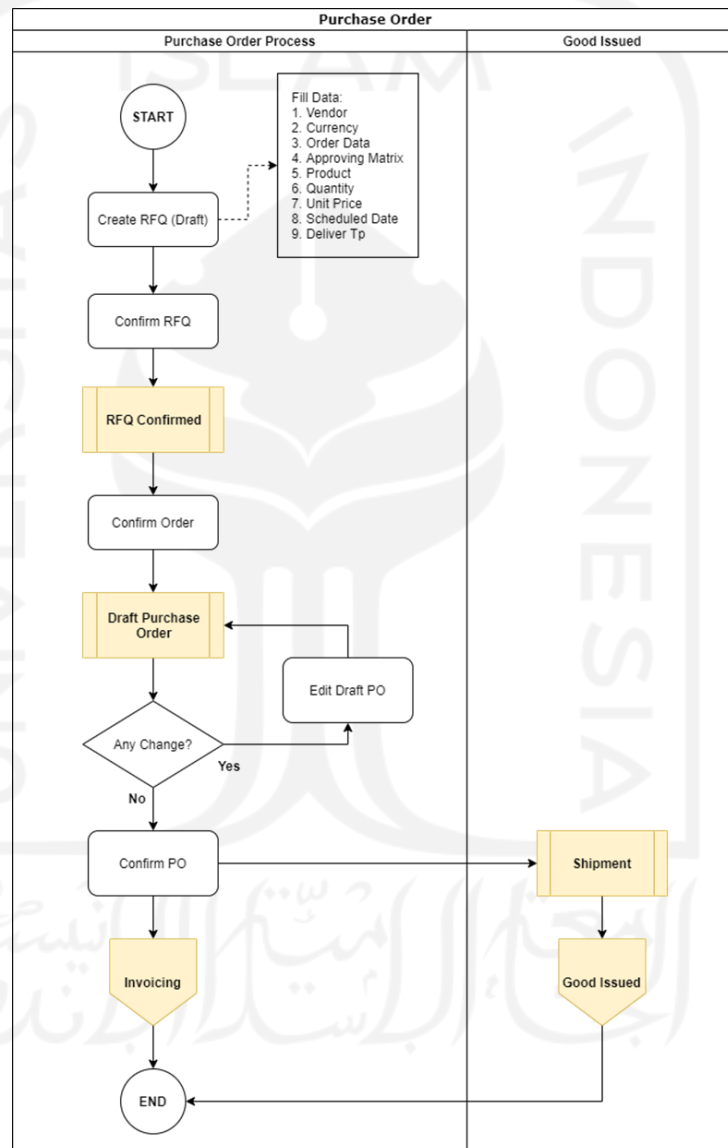 Purchase Order
Purchase Order Process
Good Issued
START
Fill Data:
1. Vendor
2. Currency
3. Order Data
4. Approving Matrix
5. Product
6. Quantity
7. Unit Price
8. Scheduled Date
9. Deliver Tp
Create RFQ (Draft)
Confirm RFQ
RFQ Confirmed
Confirm Order
Draft Purchase
Order
Edit Draft PO
Any Change?
Yes
No
Confirm PO
Shipment
Invoicing
Good Issued
END
ISLAM
INDONESIA